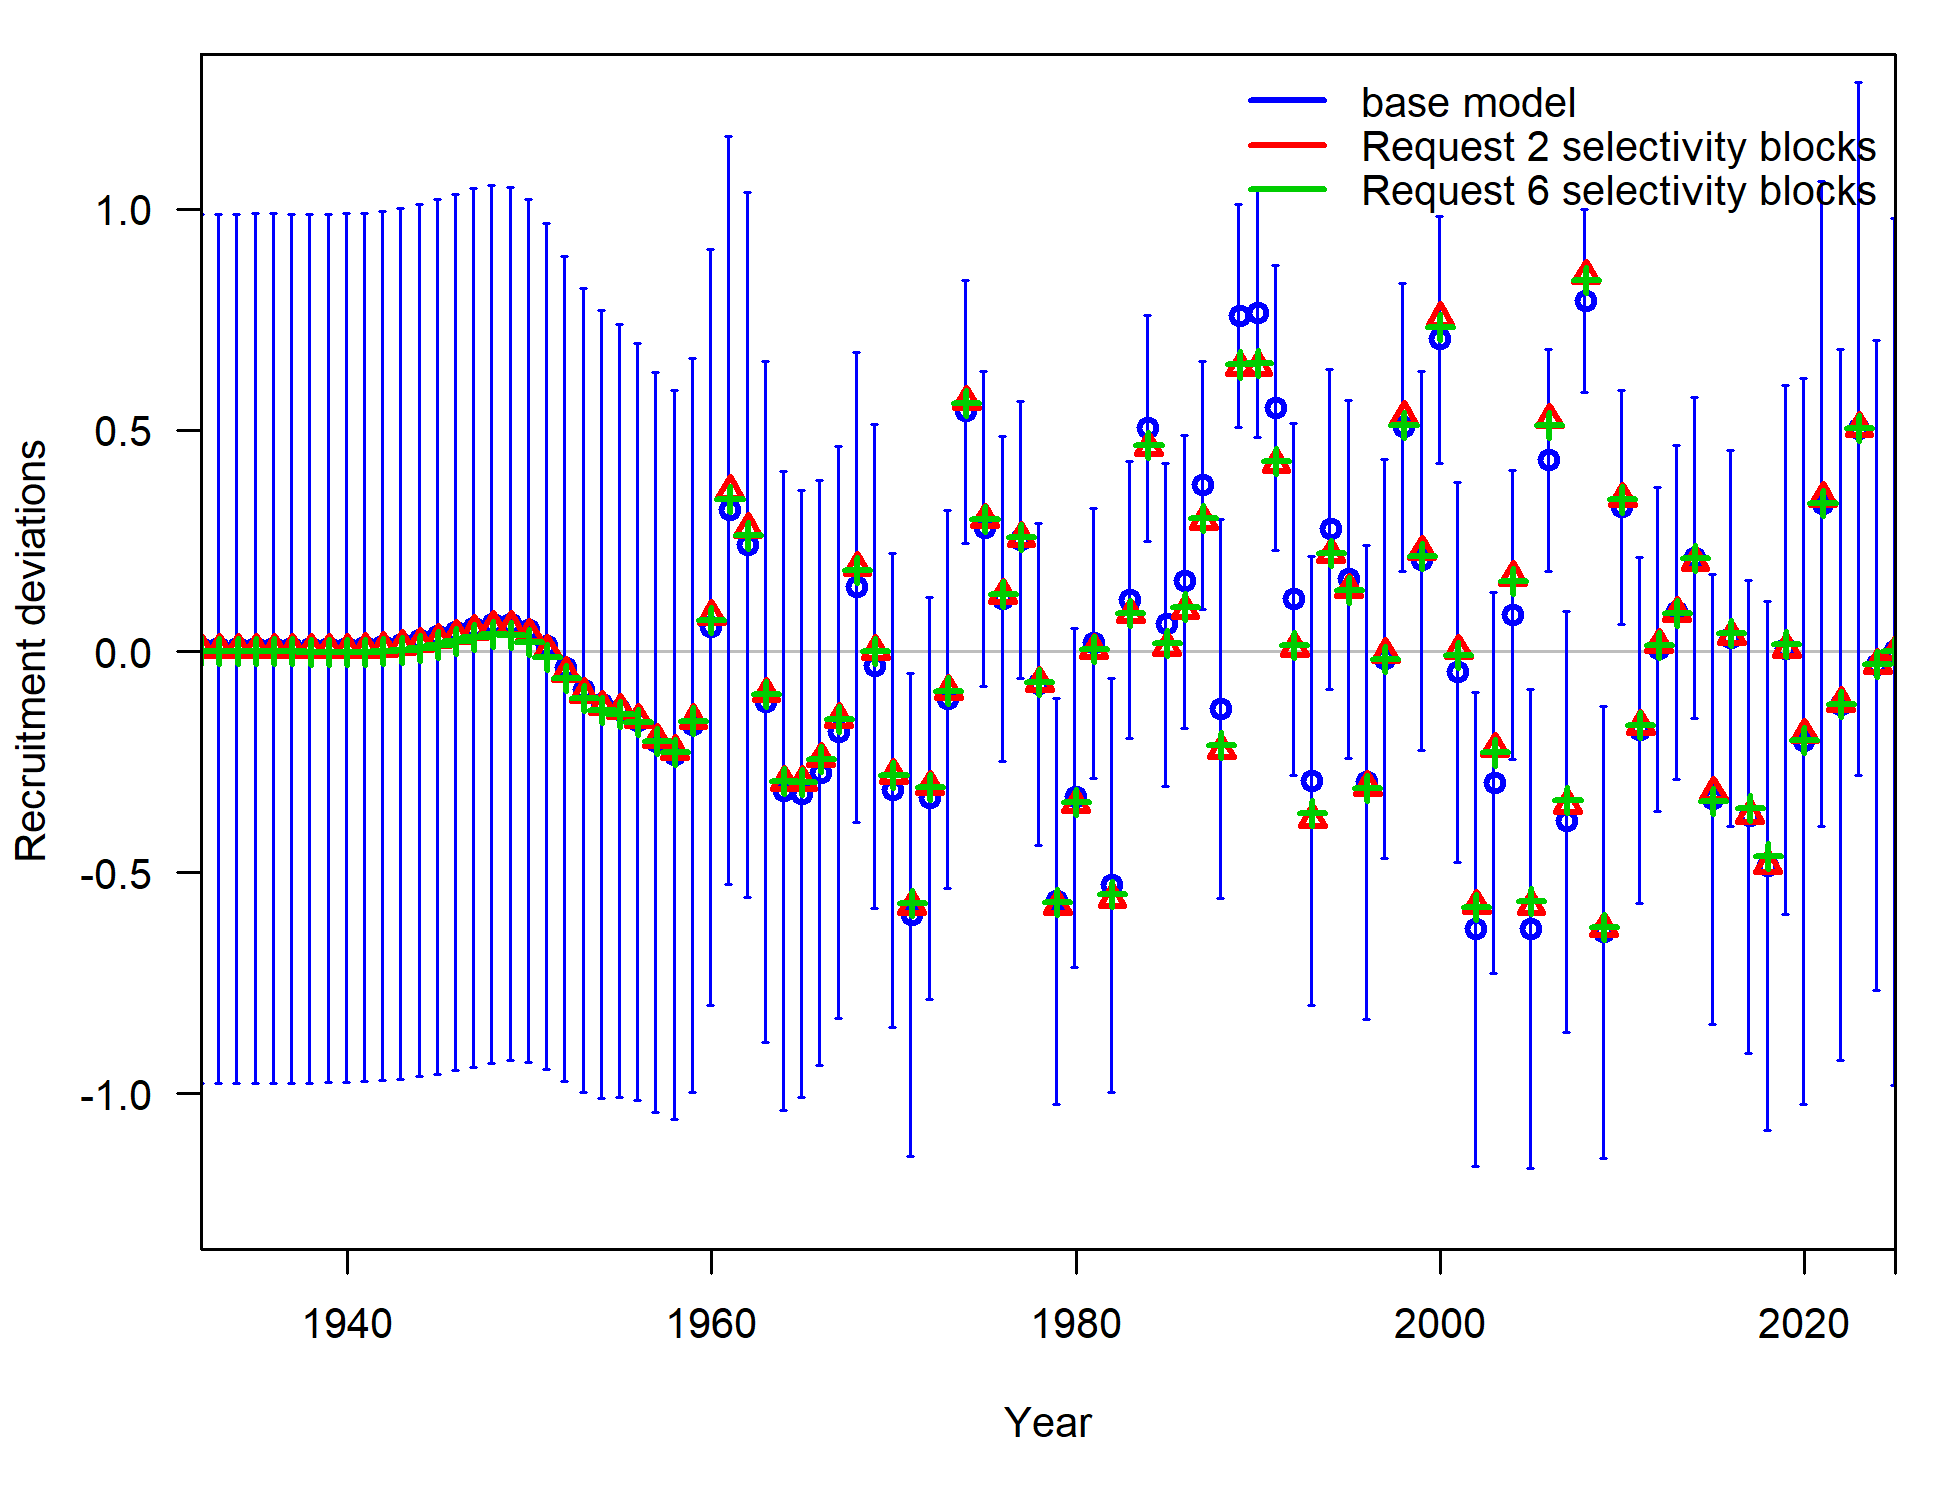 base model
Request 2 selectivity blocks
Request 6 selectivity blocks
1.0
0.5
0.0
-0.5
-1.0
Recruitment deviations
1940 1960 1980 2000 2020
Year